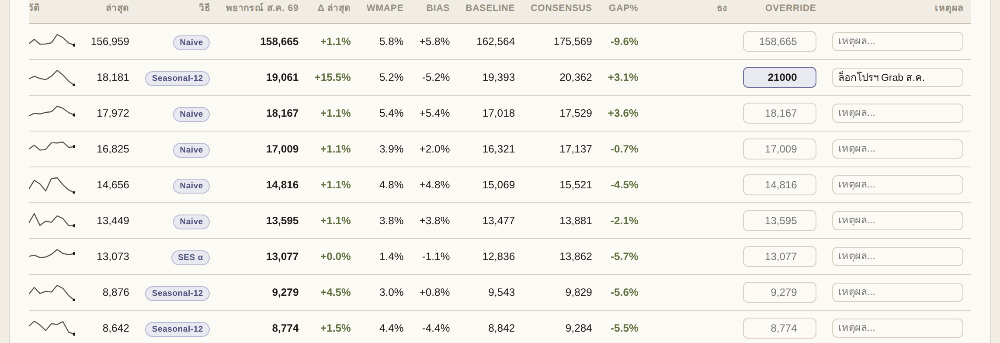 วัติ ล่าสุด วิธี พยากรณ์ ส.ค. 69 Δ ล่าสุด WMAPE BIAS BASELINE CONSENSUS GAP% ธง OVERRIDE เหตุผล
156,959 Naive 158,665 +1.1% 5.8% +5.8% 162,564 175,569 -9.6% 158,665 เหตุผล...
18,181 Seasonal-12 19,061 +15.5% 5.2% -5.2% 19,393 20,362 +3.1% 21000 ล็อกโปรฯ Grab ส.ค.
17,972 Naive 18,167 +1.1% 5.4% +5.4% 17,018 17,529 +3.6% 18,167 เหตุผล...
16,825 Naive 17,009 +1.1% 3.9% +2.0% 16,321 17,137 -0.7% 17,009 เหตุผล...
14,656 Naive 14,816 +1.1% 4.8% +4.8% 15,069 15,521 -4.5% 14,816 เหตุผล...
13,449 Naive 13,595 +1.1% 3.8% +3.8% 13,477 13,881 -2.1% 13,595 เหตุผล...
13,073 SES α 13,077 +0.0% 1.4% -1.1% 12,836 13,862 -5.7% 13,077 เหตุผล...
8,876 Seasonal-12 9,279 +4.5% 3.0% +0.8% 9,543 9,829 -5.6% 9,279 เหตุผล...
8,642 Seasonal-12 8,774 +1.5% 4.4% -4.4% 8,842 9,284 -5.5% 8,774 เหตุผล...